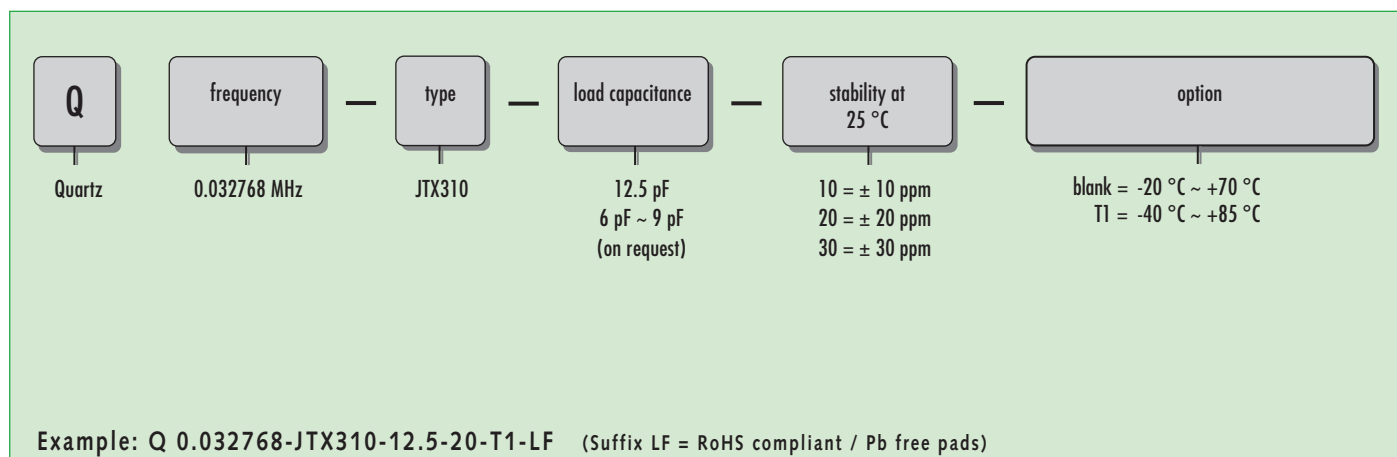 Q
frequency
—
type
—
load capacitance
—
stability at
25 °C
—
option
Quartz
0.032768 MHz
JTX310
12.5 pF
6 pF ~ 9 pF
(on request)
10 = ± 10 ppm
20 = ± 20 ppm
30 = ± 30 ppm
blank = -20 °C ~ +70 °C
T1 = -40 °C ~ +85 °C
Example: Q 0.032768-JTX310-12.5-20-T1-LF (Suffix LF = RoHS compliant / Pb free pads)